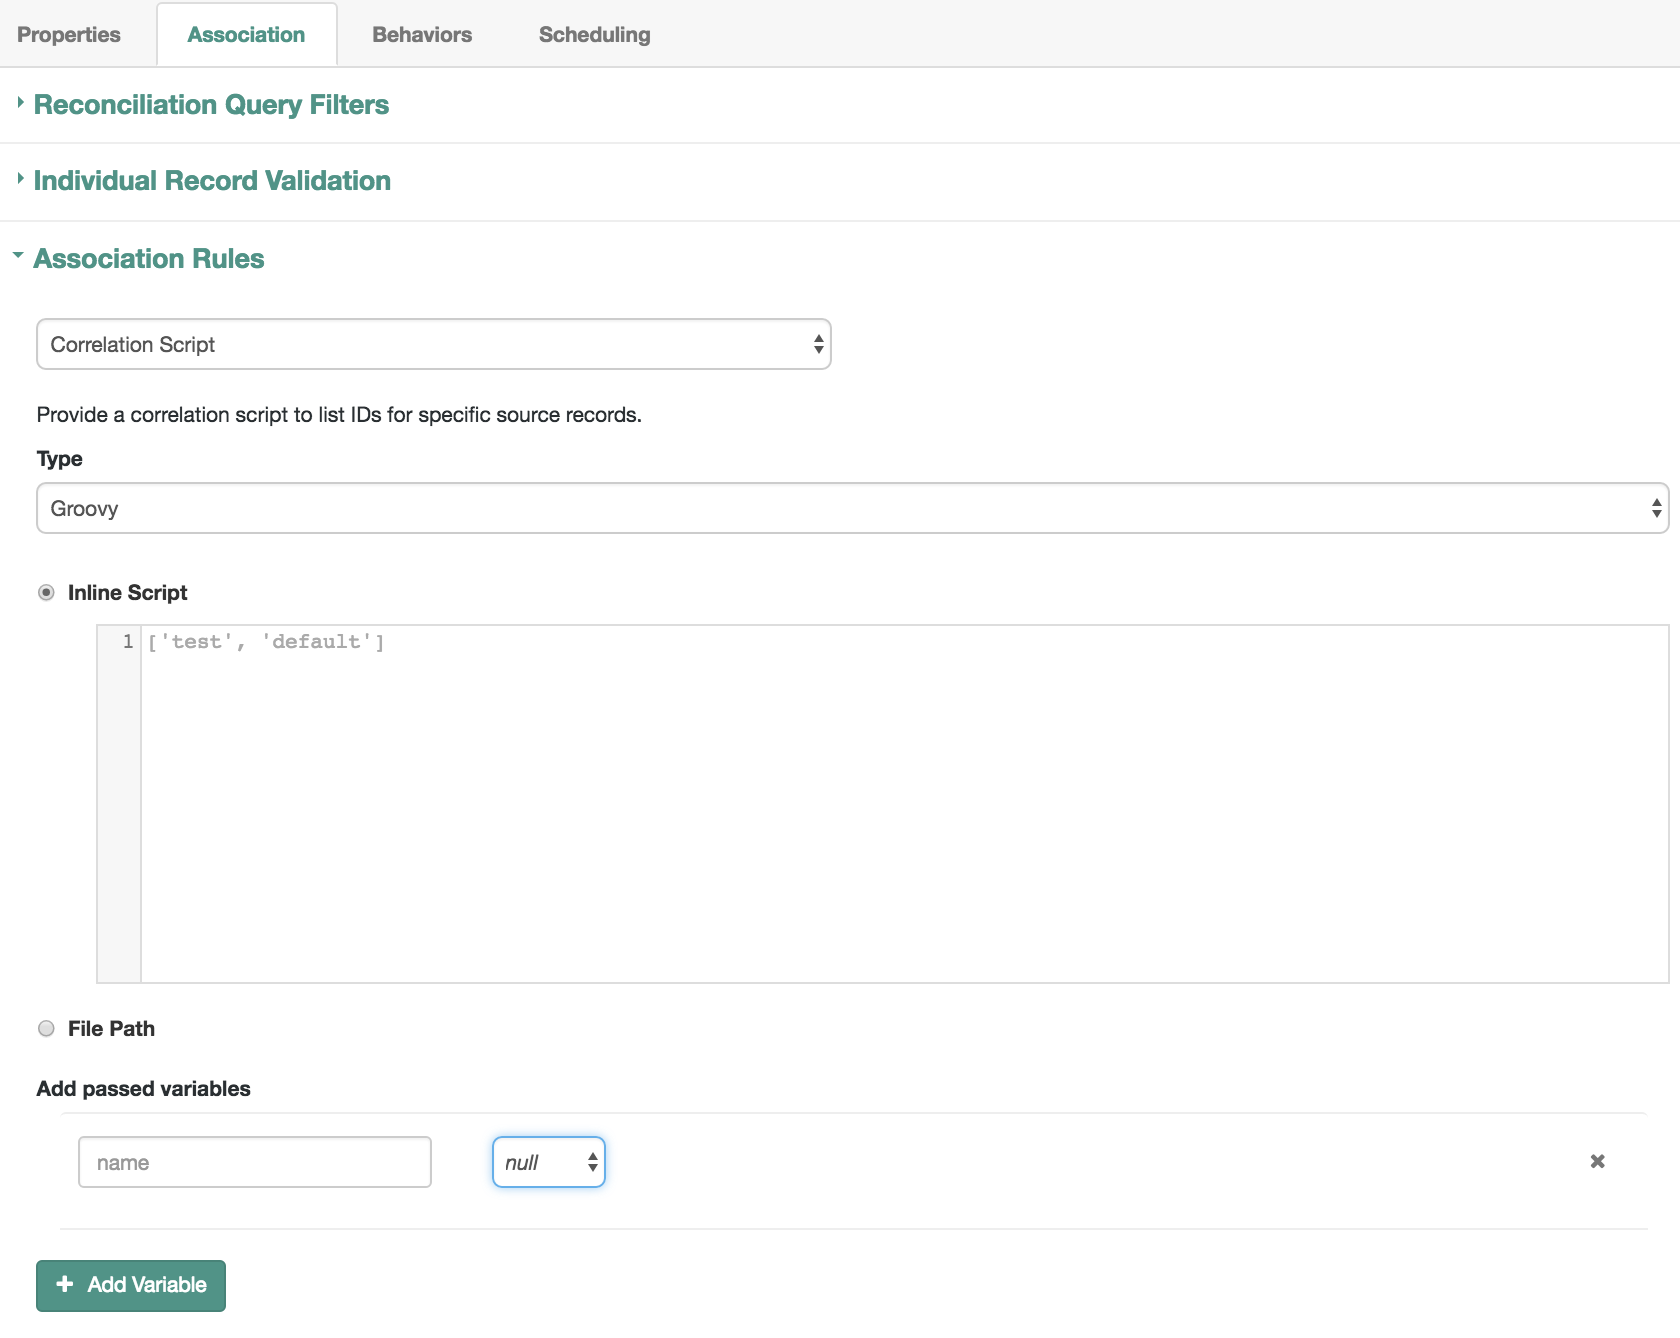 Properties Association Behaviors Scheduling
Reconciliation Query Filters
Individual Record Validation
Association Rules
Correlation Script
Provide a correlation script to list IDs for specific source records.
Type
Groovy
Inline Script
1 ['test', 'default']
File Path
Add passed variables
name null
Add Variable